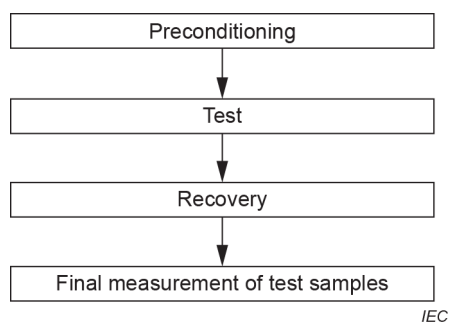 Preconditioning
Test
Recovery
Final measurement of test samples
IEC